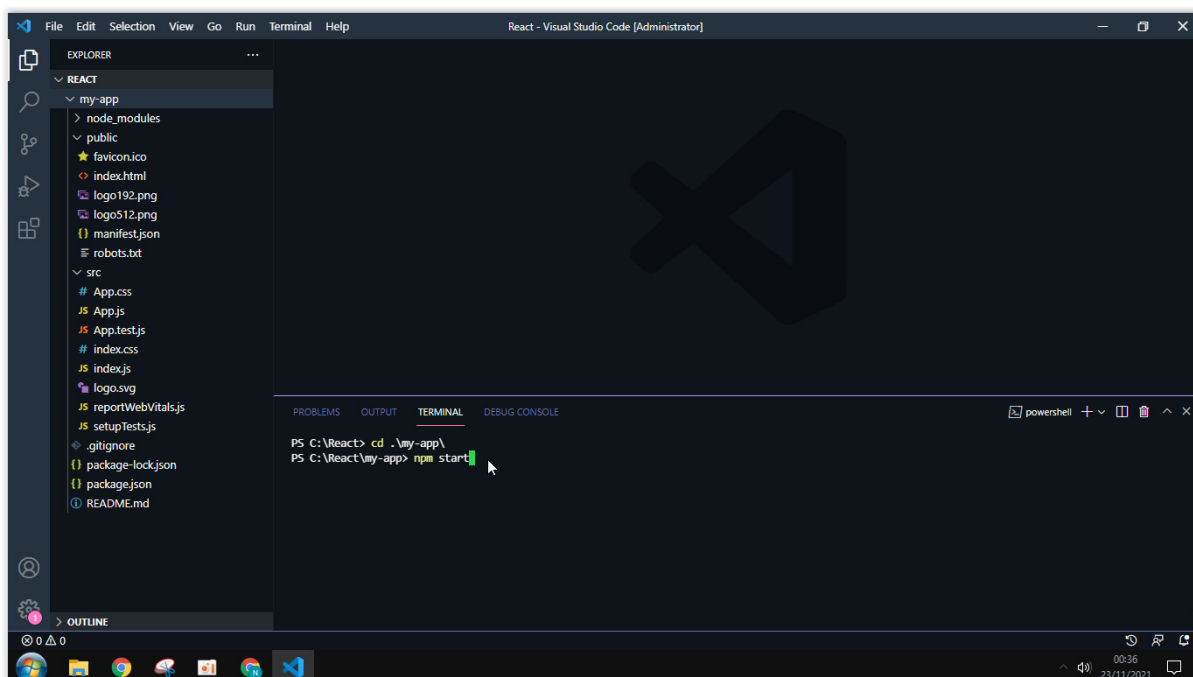 File Edit Selection View Go Run Terminal Help React - Visual Studio Code [Administrator]
EXPLORER
REACT
my-app
node_modules
public
favicon.ico
index.html
logo192.png
logo512.png
manifest.json
robots.txt
src
App.css
App.js
App.test.js
index.css
index.js
logo.svg
reportWebVitals.js
setupTests.js
.gitignore
package-lock.json
package.json
README.md
OUTLINE
PROBLEMS OUTPUT TERMINAL DEBUG CONSOLE powershell
PS C:\React> cd .\my-app\
PS C:\React\my-app> npm start
1
0 0
00:36
23/11/2021